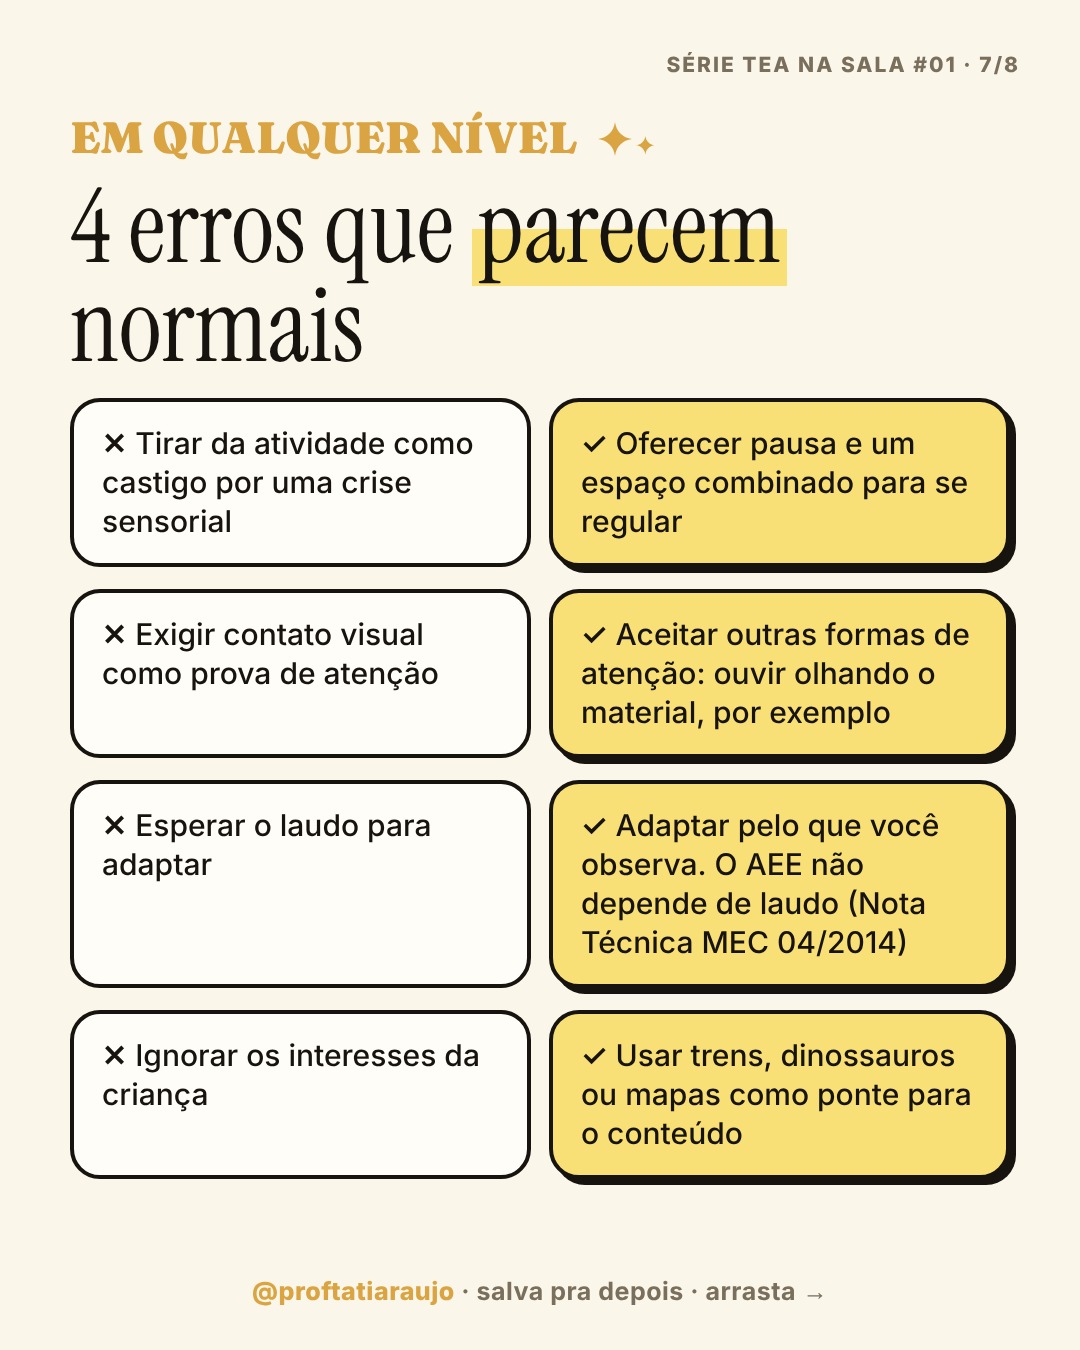 SÉRIE TEA NA SALA #01 · 7/8
EM QUALQUER NÍVEL
4 erros que parecem
normais
✕ Tirar da atividade como
castigo por uma crise
sensorial
✓ Oferecer pausa e um
espaço combinado para se
regular
✕ Exigir contato visual
como prova de atenção
✓ Aceitar outras formas de
atenção: ouvir olhando o
material, por exemplo
✕ Esperar o laudo para
adaptar
✓ Adaptar pelo que você
observa. O AEE não
depende de laudo (Nota
Técnica MEC 04/2014)
✕ Ignorar os interesses da
criança
✓ Usar trens, dinossauros
ou mapas como ponte para
o conteúdo
@proftatiaraujo · salva pra depois · arrasta →